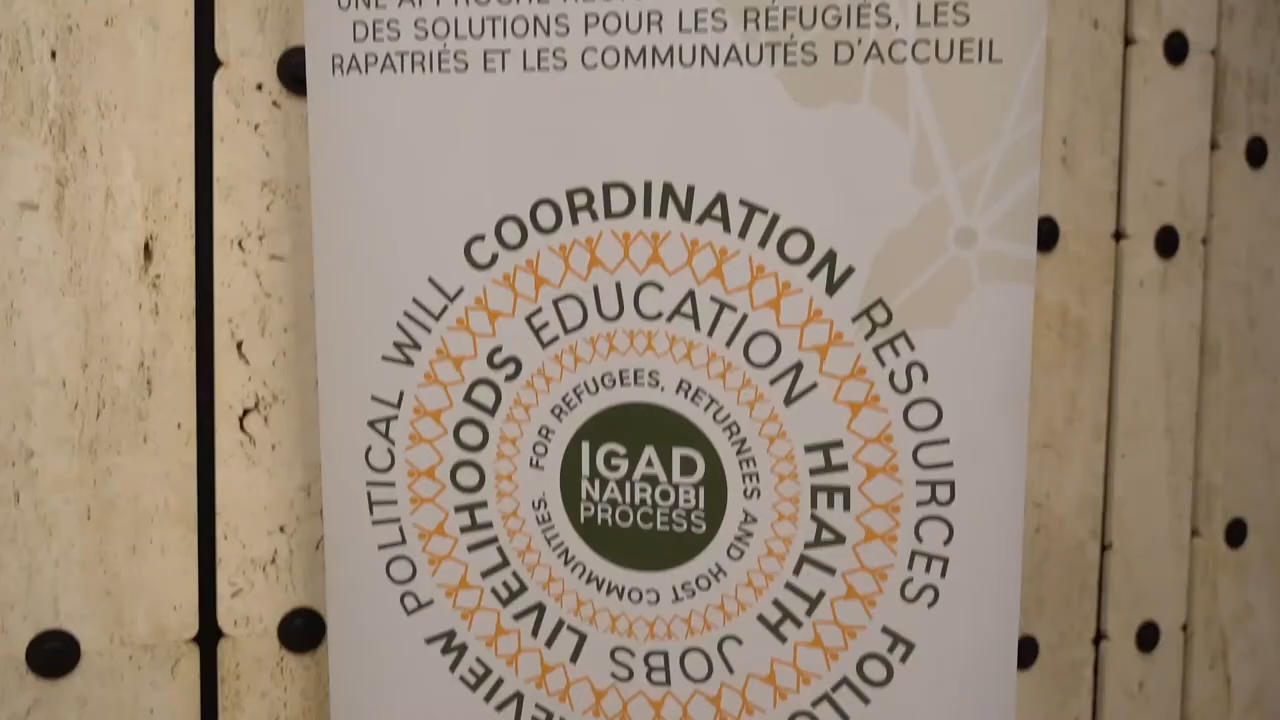 DES SOLUTIONS POUR LES RÉFUGIÉS, LES
RAPATRIÉS ET LES COMMUNAUTÉS D'ACCUEIL
POLITICAL WILL COORDINATION RESOURCES
LIVELIHOODS EDUCATION HEALTH JOBS
FOR REFUGEES, RETURNEES AND HOST COMMUNITIES.
IGAD
NAIROBI
PROCESS